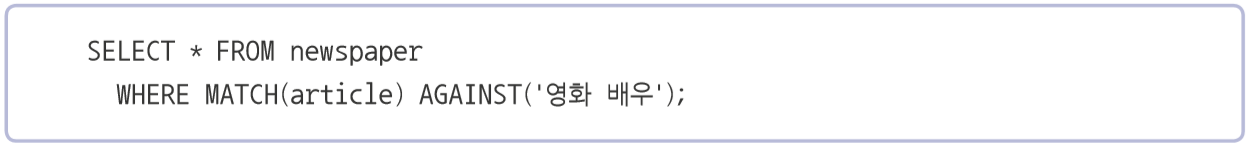 SELECT * FROM newspaper
WHERE MATCH(article) AGAINST('영화 배우');